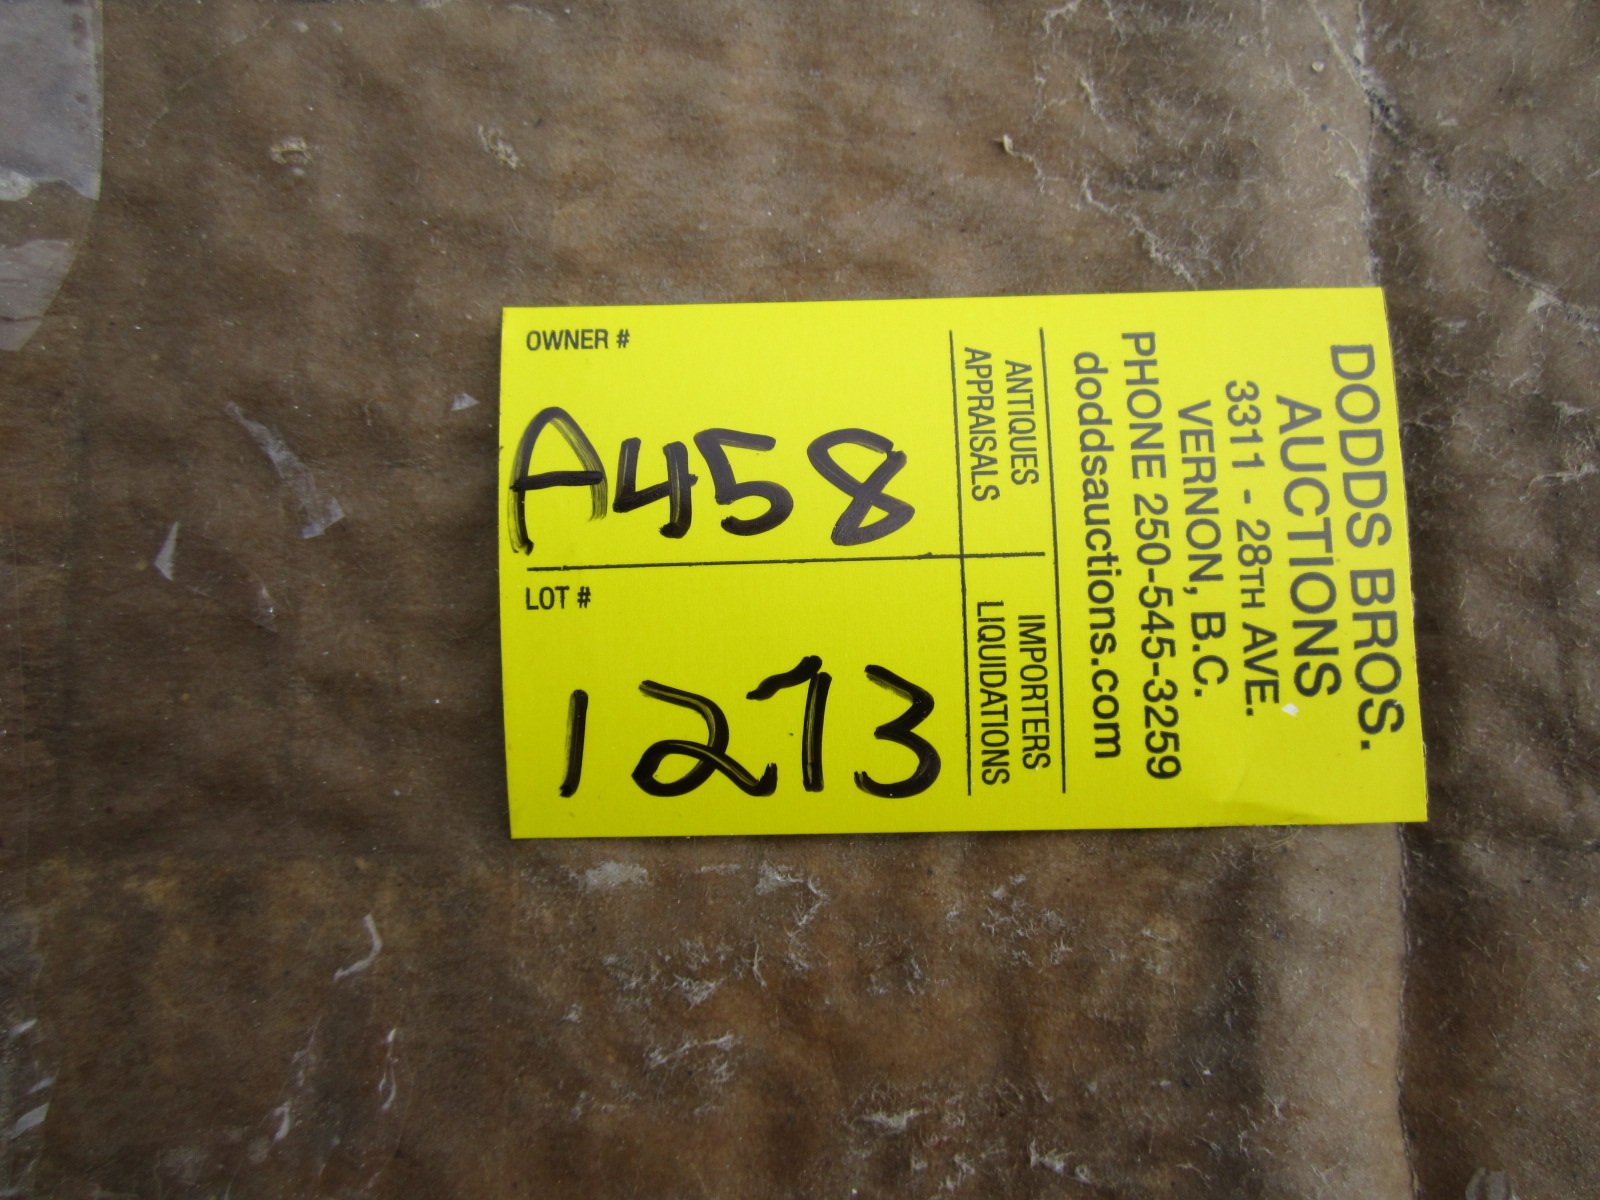 DODDS BROS.
AUCTIONS
3311 - 28TH AVE.
VERNON, B.C.
PHONE 250-545-3259
doddsauctions.com
ANTIQUES
APPRAISALS
IMPORTERS
LIQUIDATIONS
OWNER #
A458
LOT #
1273